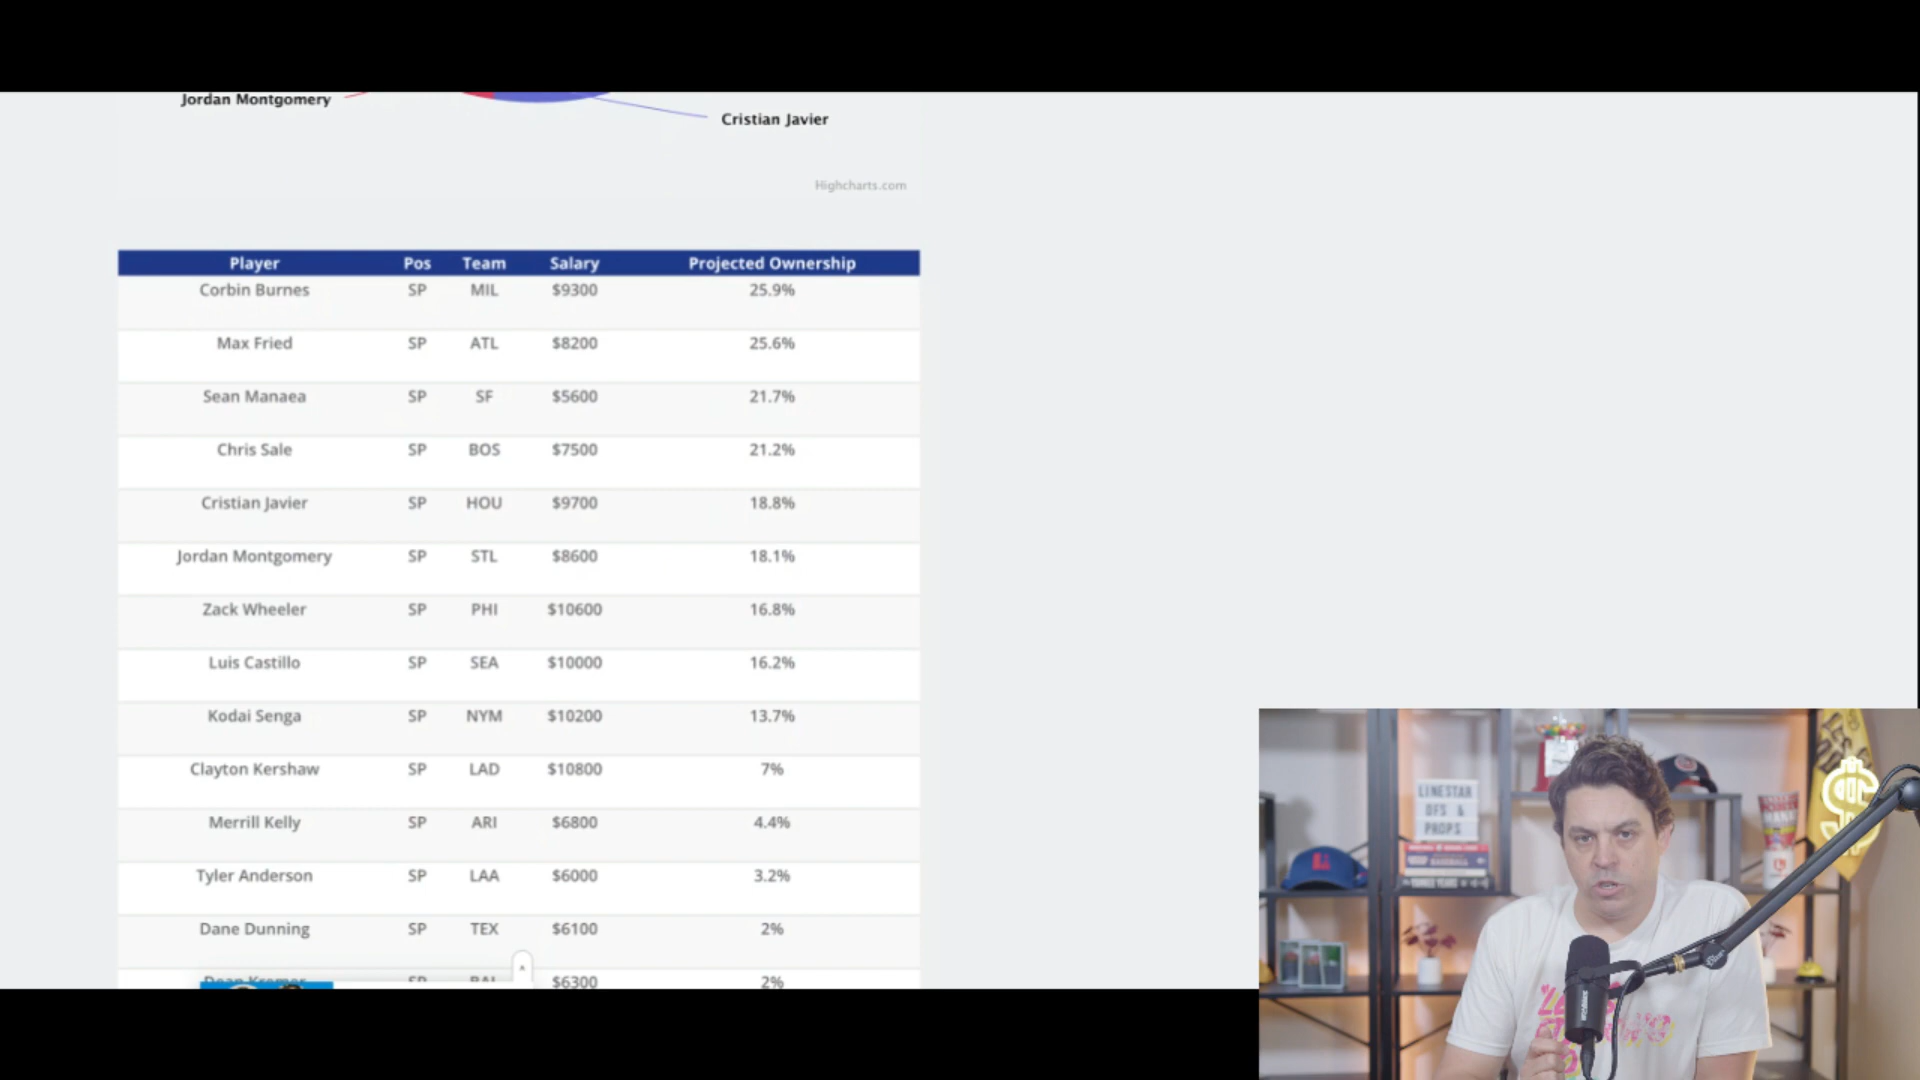 Jordan Montgomery
Cristian Javier
Highcharts.com
Player Pos Team Salary Projected Ownership
Corbin Burnes SP MIL $9300 25.9%
Max Fried SP ATL $8200 25.6%
Sean Manaea SP SF $5600 21.7%
Chris Sale SP BOS $7500 21.2%
Cristian Javier SP HOU $9700 18.8%
Jordan Montgomery SP STL $8600 18.1%
Zack Wheeler SP PHI $10600 16.8%
Luis Castillo SP SEA $10000 16.2%
Kodai Senga SP NYM $10200 13.7%
Clayton Kershaw SP LAD $10800 7%
Merrill Kelly SP ARI $6800 4.4%
Tyler Anderson SP LAA $6000 3.2%
Dane Dunning SP TEX $6100 2%
Dean Kremer SP BAL $6300 2%
LINESTAR
DFS &
PROPS